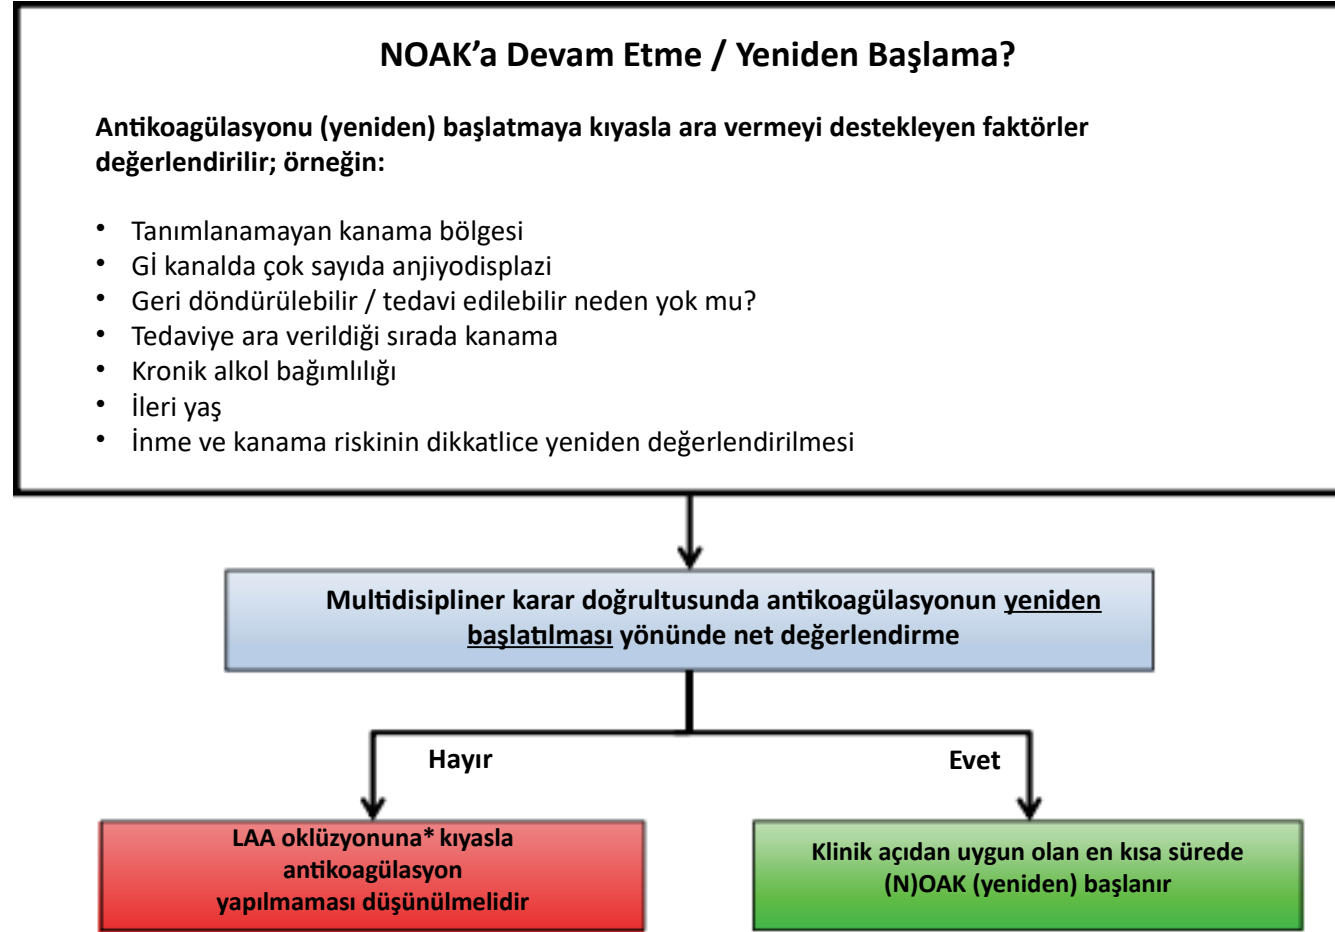 NOAK’a Devam Etme / Yeniden Başlama?
Antikoagülasyonu (yeniden) başlatmaya kıyasla ara vermeyi destekleyen faktörler
değerlendirilir; örneğin:
• Tanımlanamayan kanama bölgesi
• Gİ kanalda çok sayıda anjiyodisplazi
• Geri döndürülebilir / tedavi edilebilir neden yok mu?
• Tedaviye ara verildiği sırada kanama
• Kronik alkol bağımlılığı
• İleri yaş
• İnme ve kanama riskinin dikkatlice yeniden değerlendirilmesi
Multidisipliner karar doğrultusunda antikoagülasyonun yeniden
başlatılması yönünde net değerlendirme
Hayır
Evet
LAA oklüzyonuna* kıyasla
antikoagülasyon
yapılmaması düşünülmelidir
Klinik açıdan uygun olan en kısa sürede
(N)OAK (yeniden) başlanır